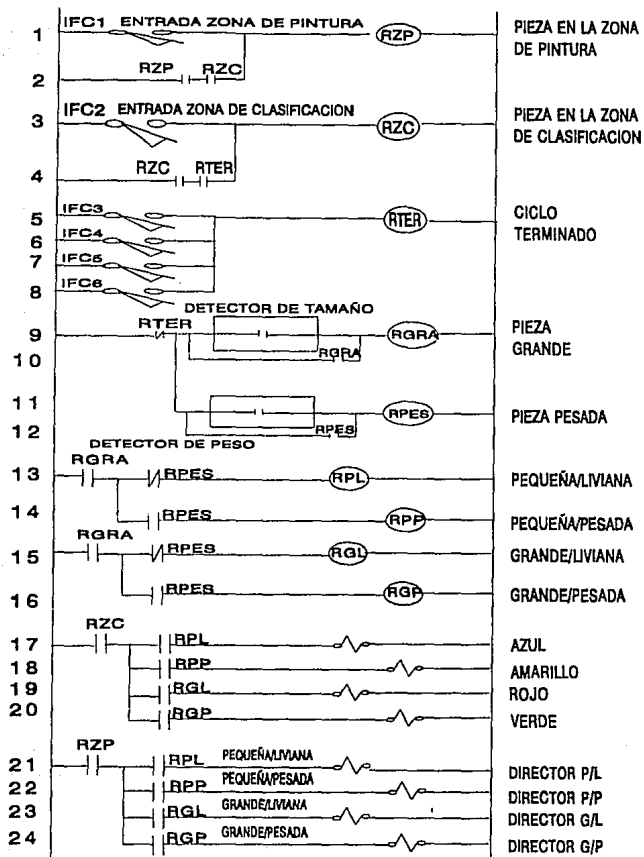 1 IFC1 ENTRADA ZONA DE PINTURA RZP PIEZA EN LA ZONA
DE PINTURA
2 RZP RZC
3 IFC2 ENTRADA ZONA DE CLASIFICACION RZC PIEZA EN LA ZONA
DE CLASIFICACION
4 RZC RTER
5 IFC3 RTER CICLO
TERMINADO
6 IFC4
7 IFC5
8 IFC6
DETECTOR DE TAMAÑO
9 RTER RGRA PIEZA
GRANDE
10 RGRA
11 RPES PIEZA PESADA
12 RPES
DETECTOR DE PESO
13 RGRA RPES RPL PEQUEÑA/LIVIANA
14 RPES RPP PEQUEÑA/PESADA
15 RGRA RPES RGL GRANDE/LIVIANA
16 RPES RGP GRANDE/PESADA
17 RZC RPL AZUL
18 RPP AMARILLO
19 RGL ROJO
20 RGP VERDE
21 RZP RPL PEQUEÑA/LIVIANA DIRECTOR P/L
22 RPP PEQUEÑA/PESADA DIRECTOR P/P
23 RGL GRANDE/LIVIANA DIRECTOR G/L
24 RGP GRANDE/PESADA DIRECTOR G/P